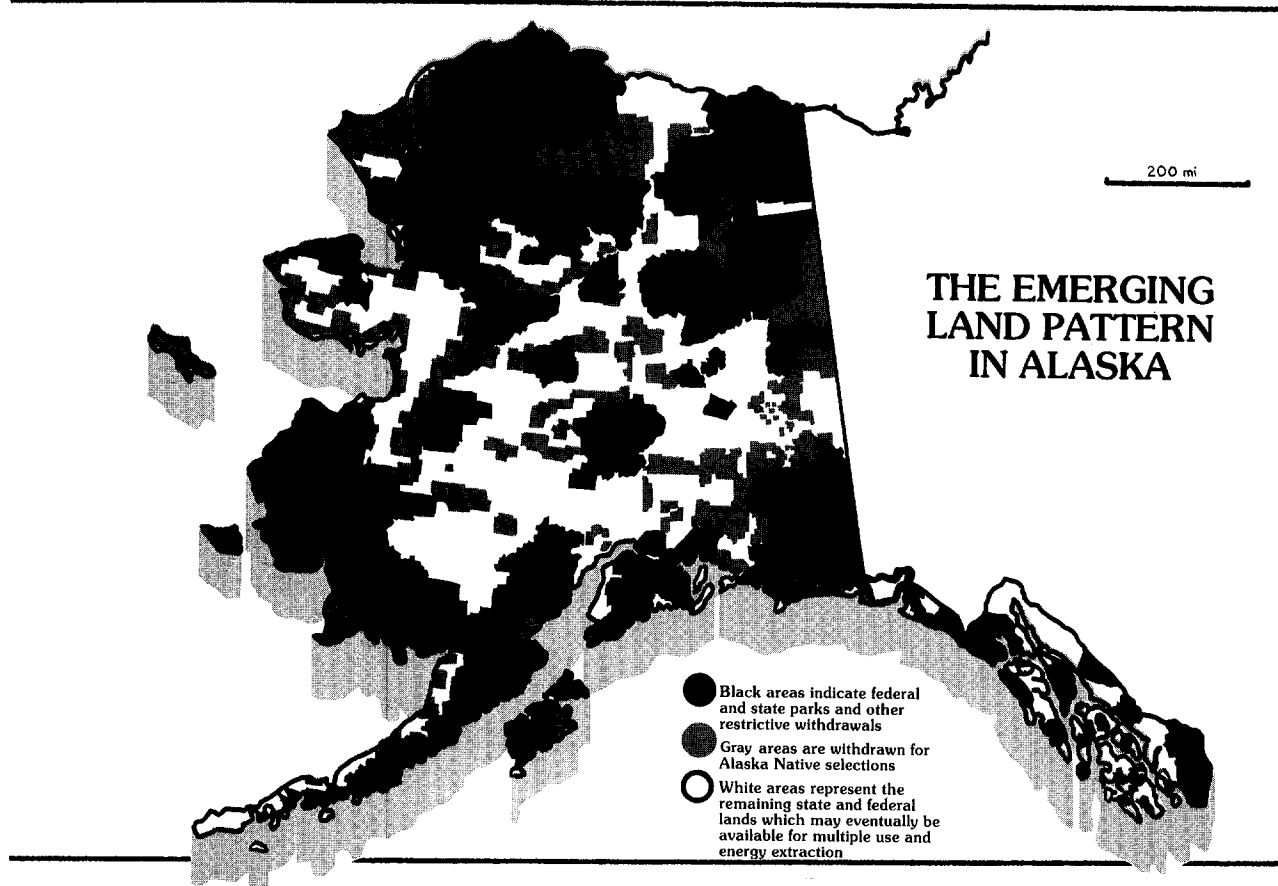 200 mi
THE EMERGING
LAND PATTERN
IN ALASKA
Black areas indicate federal
and state parks and other
restrictive withdrawals
Gray areas are withdrawn for
Alaska Native selections
White areas represent the
remaining state and federal
lands which may eventually be
available for multiple use and
energy extraction